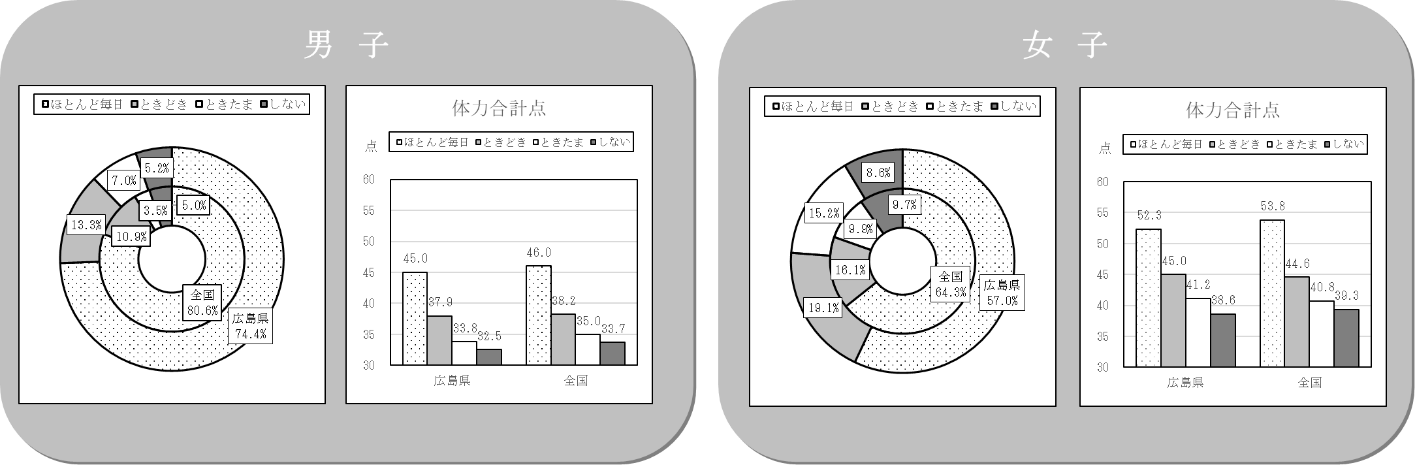 男 子
ほとんど毎日 ときどき ときたま しない
5.2%
7.0%
13.3%
3.5%
5.0%
10.9%
全国
80.6%
広島県
74.4%
体力合計点
点
ほとんど毎日 ときどき ときたま しない
60
55
50
45
40
35
30
45.0
37.9
33.8
32.5
46.0
38.2
35.0
33.7
広島県
全国
女 子
ほとんど毎日 ときどき ときたま しない
8.6%
15.2%
9.7%
9.9%
16.1%
19.1%
全国
64.3%
広島県
57.0%
体力合計点
点
ほとんど毎日 ときどき ときたま しない
60
55
50
45
40
35
30
52.3
45.0
41.2
38.6
53.8
44.6
40.8
39.3
広島県
全国